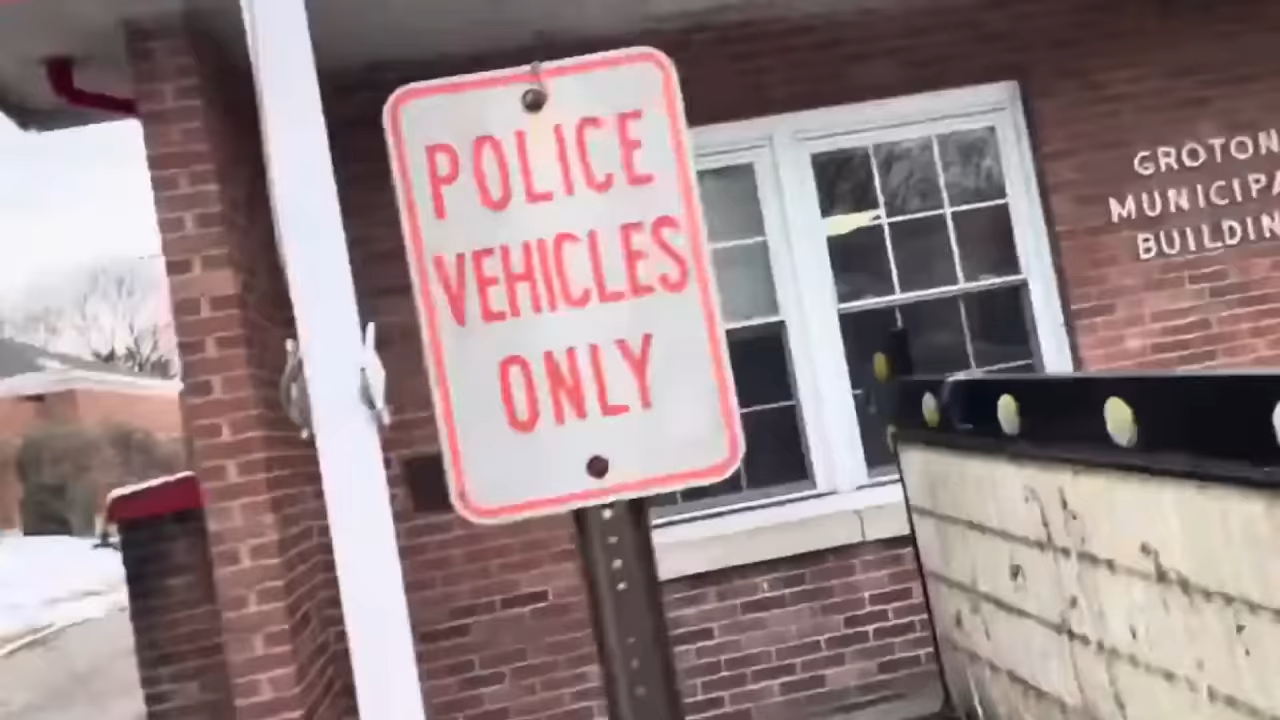 POLICE
VEHICLES
ONLY
GROTON
MUNICIPA
BUILDIN